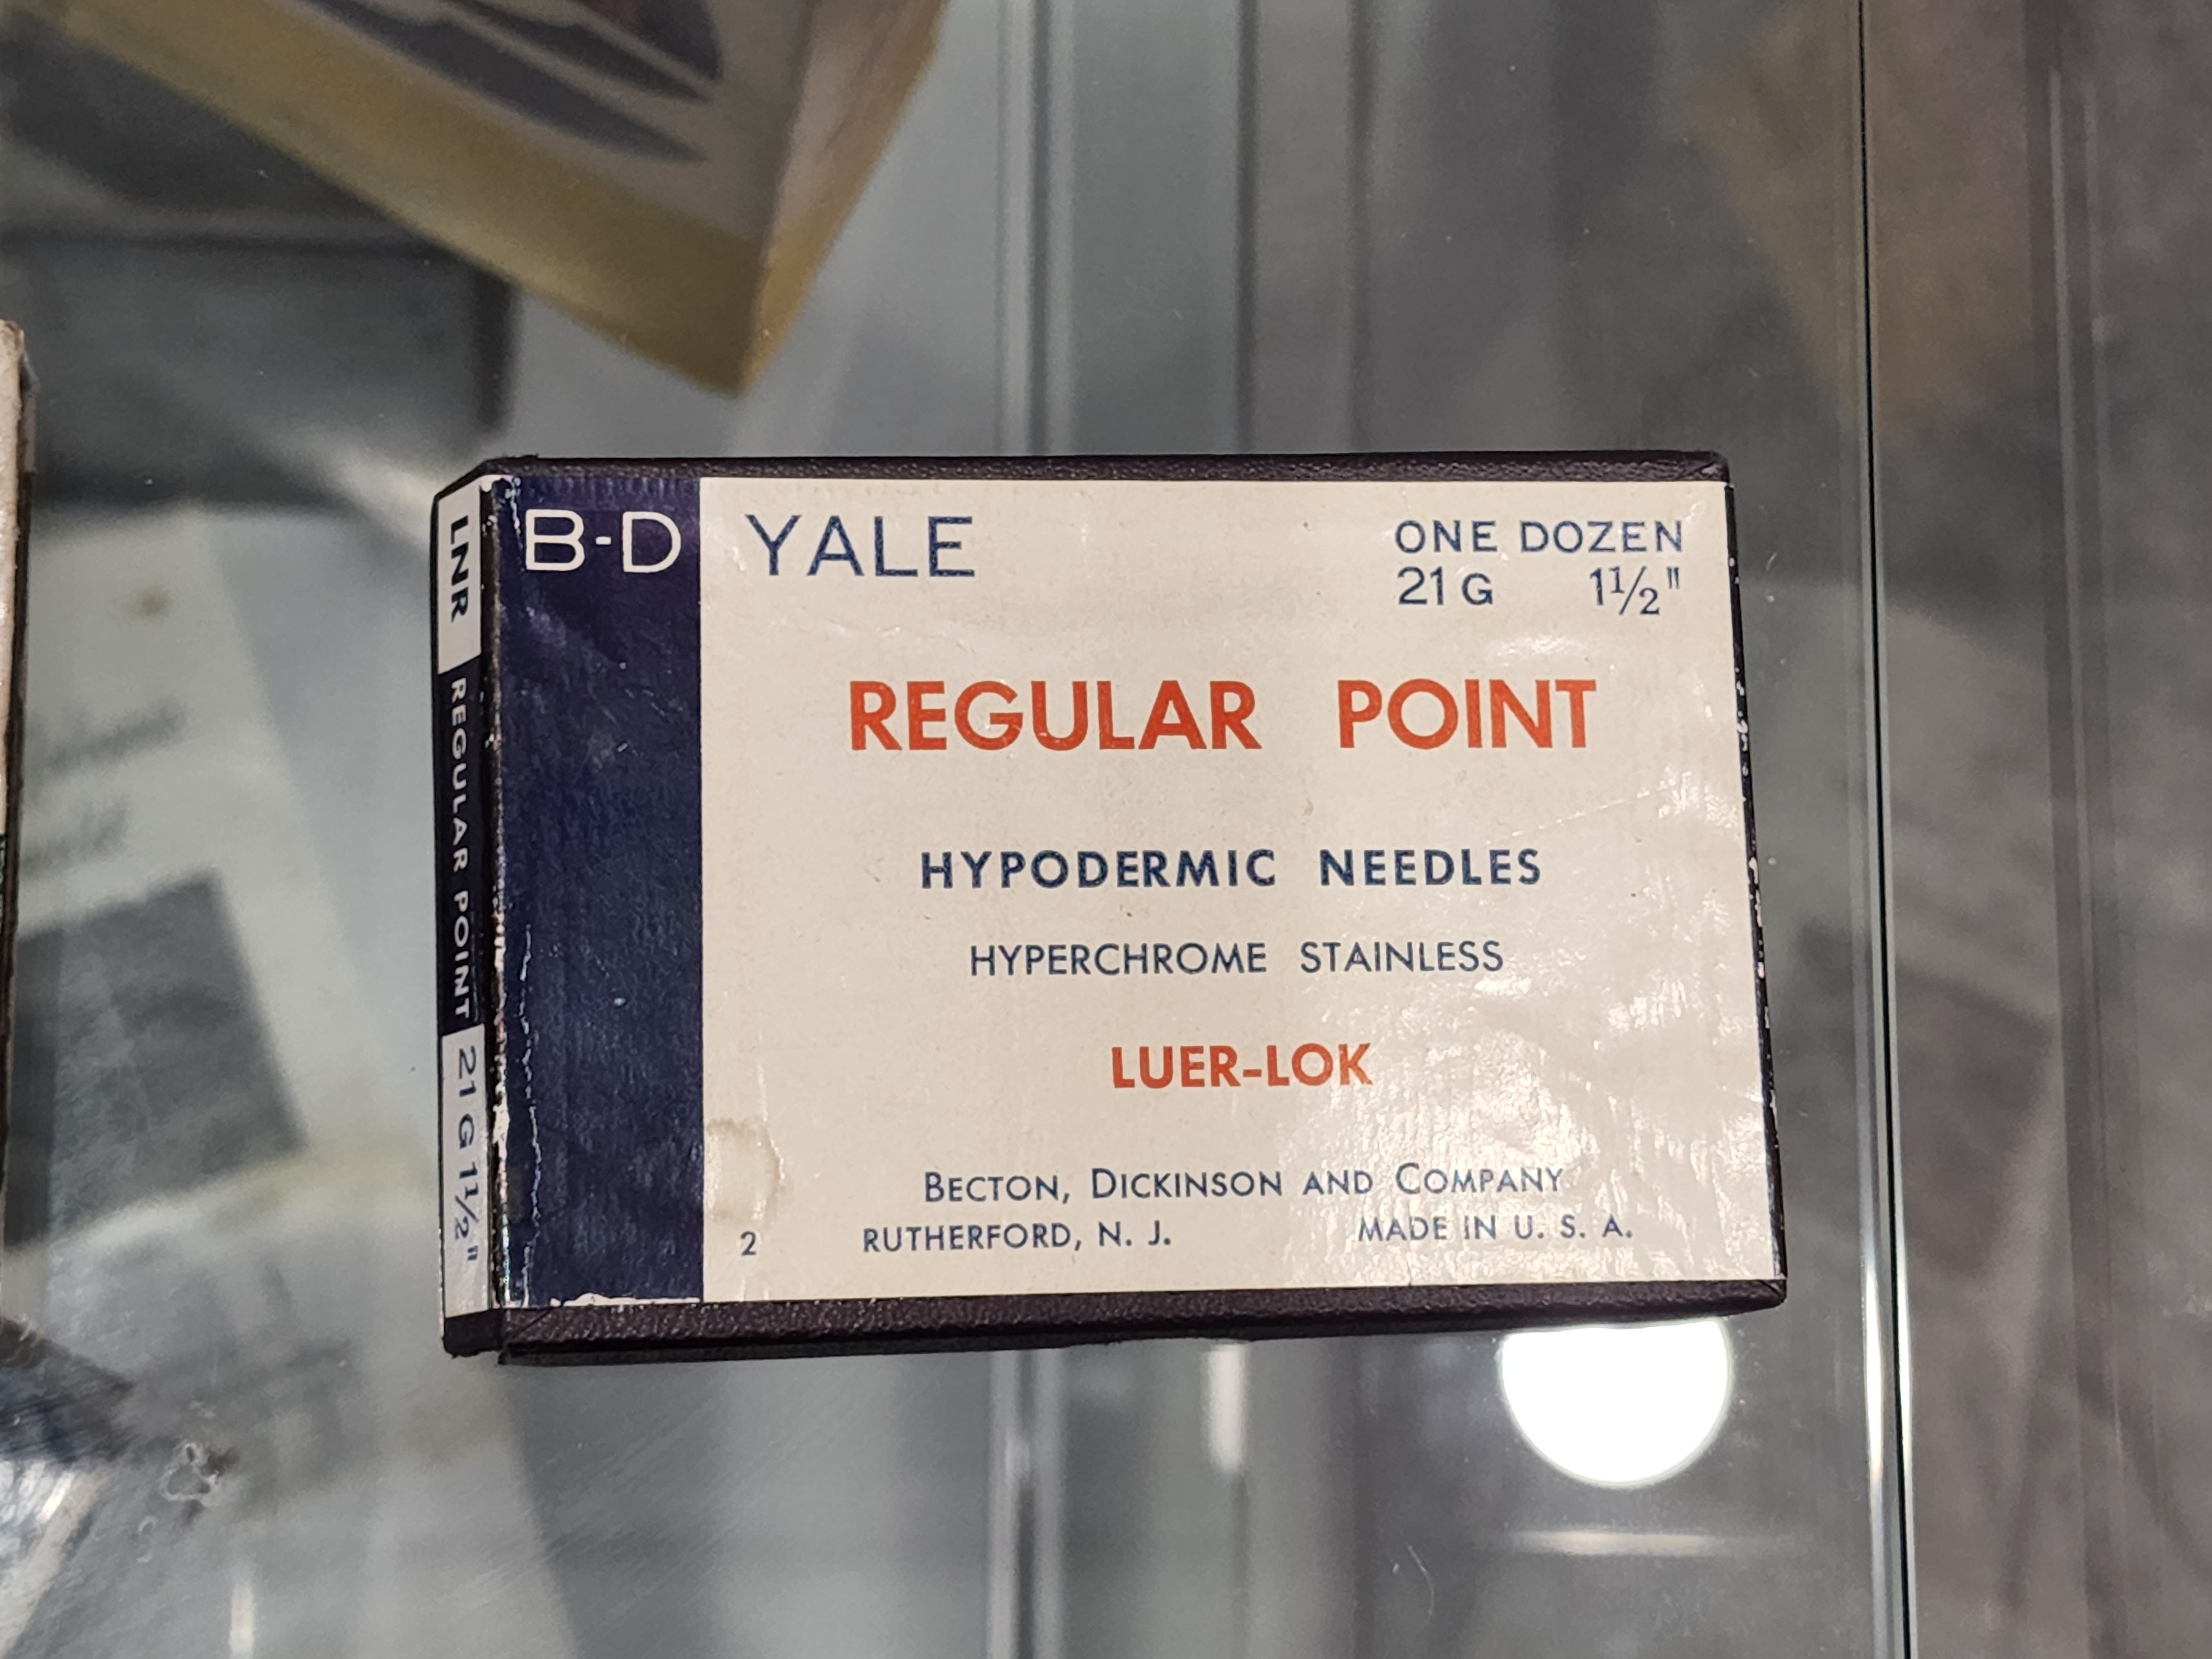 B-D YALE
ONE DOZEN
21 G 1½"
REGULAR POINT
HYPODERMIC NEEDLES
HYPERCHROME STAINLESS
LUER-LOK
BECTON, DICKINSON AND COMPANY
2 RUTHERFORD, N. J. MADE IN U. S. A.
LNR REGULAR POINT 21 G 1½"